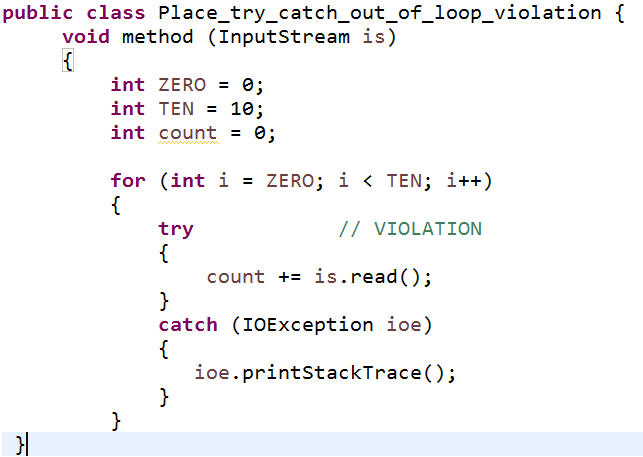 public class Place_try_catch_out_of_loop_violation {
void method (InputStream is)
{
int ZERO = 0;
int TEN = 10;
int count = 0;
for (int i = ZERO; i < TEN; i++)
{
try // VIOLATION
{
count += is.read();
}
catch (IOException ioe)
{
ioe.printStackTrace();
}
}
}